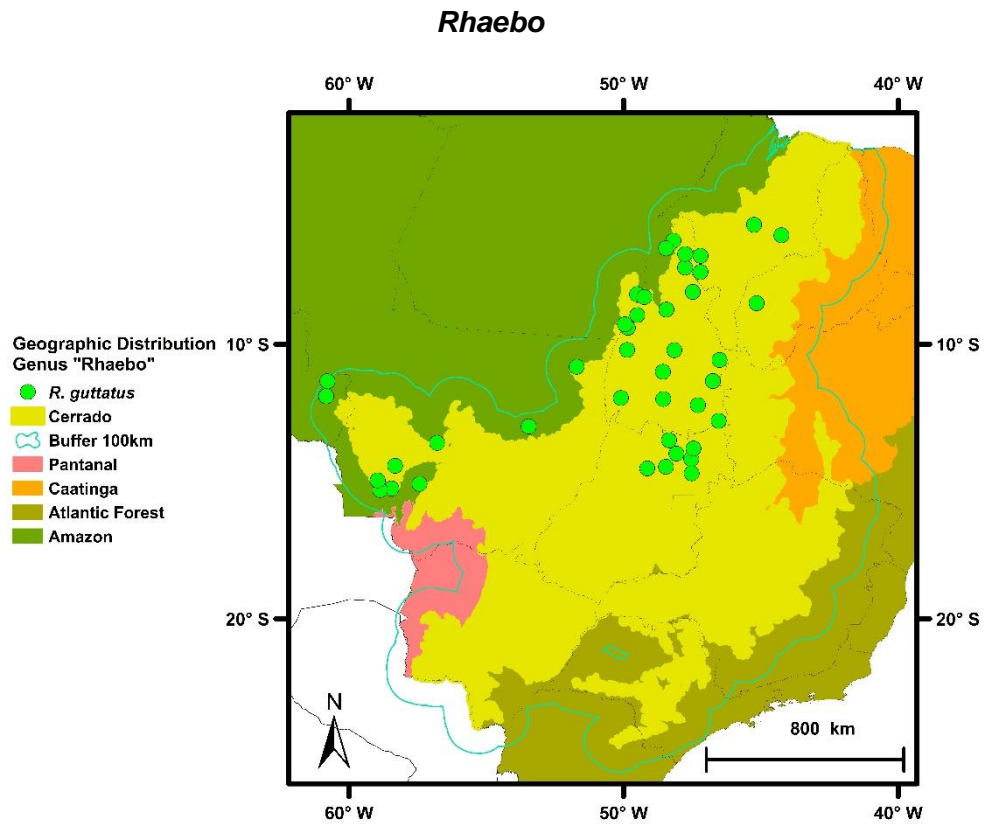 Rhaebo
60° W 50° W 40° W
Geographic Distribution
Genus "Rhaebo"
R. guttatus
Cerrado
Buffer 100km
Pantanal
Caatinga
Atlantic Forest
Amazon
10° S 10° S
20° S 20° S
N
800 km
60° W 50° W 40° W